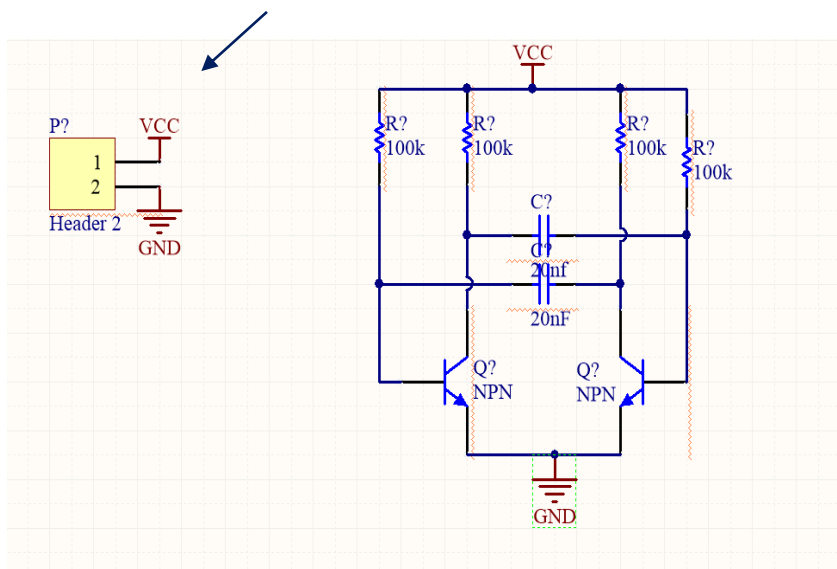 P?
VCC
1
2
Header 2
GND
VCC
R?
100k
R?
100k
R?
100k
R?
100k
C?
C?
20nf
20nF
Q?
NPN
Q?
NPN
GND